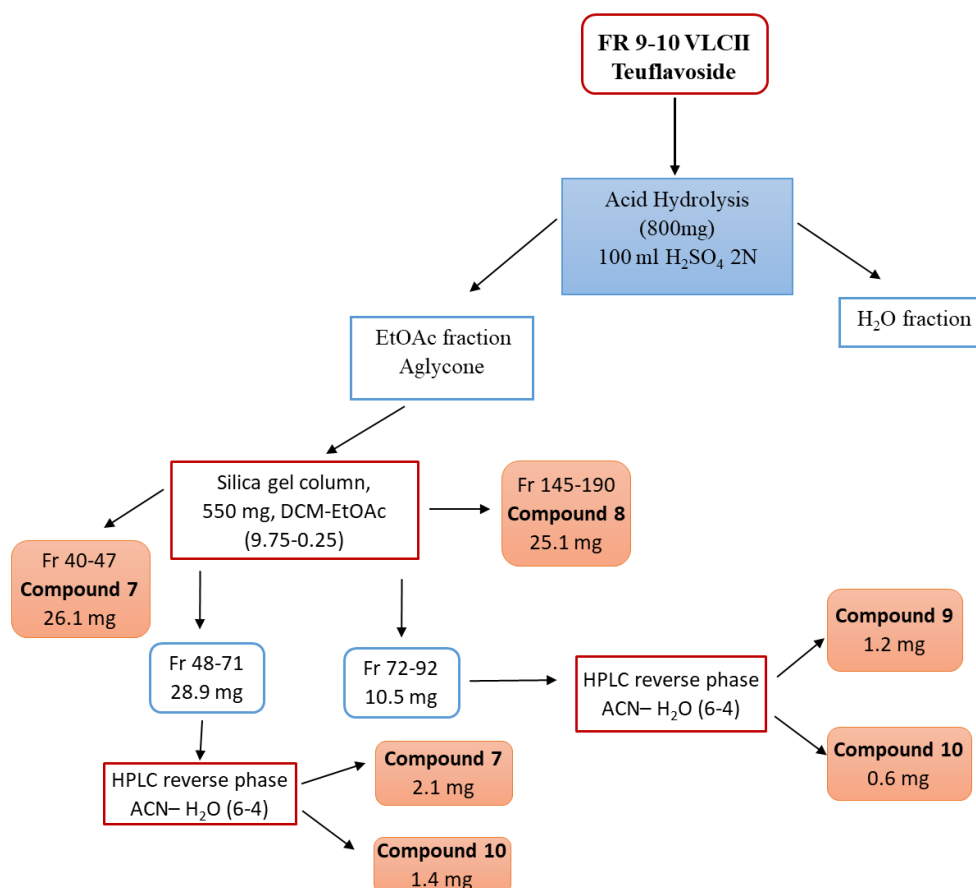 FR 9-10 VLCII
Teuflavoside
Acid Hydrolysis
(800mg)
100 ml H₂SO₄ 2N
H₂O fraction
EtOAc fraction
Aglycone
Silica gel column,
550 mg, DCM-EtOAc
(9.75-0.25)
Fr 145-190
Compound 8
25.1 mg
Fr 40-47
Compound 7
26.1 mg
Fr 48-71
28.9 mg
Fr 72-92
10.5 mg
HPLC reverse phase
ACN– H₂O (6-4)
Compound 9
1.2 mg
Compound 10
0.6 mg
HPLC reverse phase
ACN– H₂O (6-4)
Compound 7
2.1 mg
Compound 10
1.4 mg